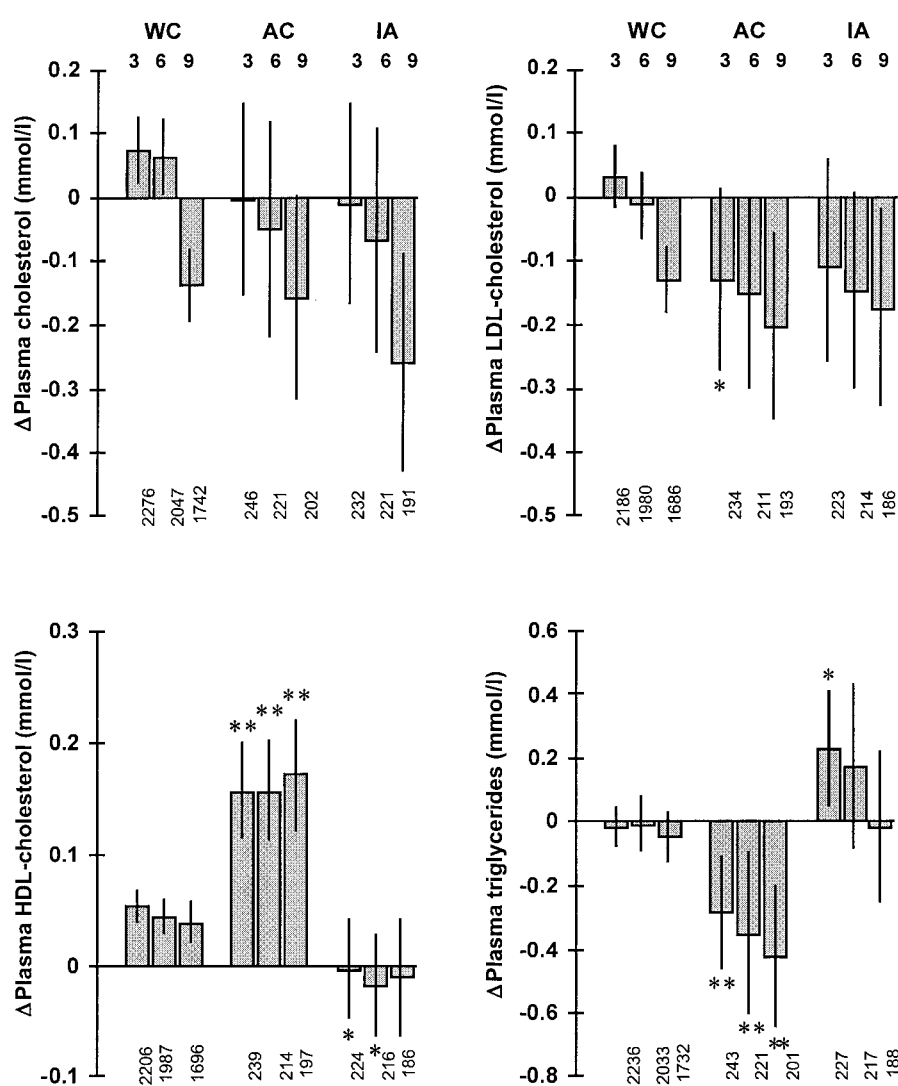 WC AC IA
3 6 9 3 6 9 3 6 9
ΔPlasma cholesterol (mmol/l)
0.2
0.1
0
-0.1
-0.2
-0.3
-0.4
-0.5
2276 2047 1742 246 221 202 232 221 191
WC AC IA
3 6 9 3 6 9 3 6 9
ΔPlasma LDL-cholesterol (mmol/l)
0.2
0.1
0
-0.1
-0.2
-0.3
-0.4
-0.5
*
2186 1980 1686 234 211 193 223 214 186
ΔPlasma HDL-cholesterol (mmol/l)
0.3
0.2
0.1
0
-0.1
** ** **
* *
2206 1987 1696 239 214 197 224 216 186
ΔPlasma triglycerides (mmol/l)
0.6
0.4
0.2
0
-0.2
-0.4
-0.6
-0.8
*
** ** **
2236 2033 1732 243 221 201 227 217 188